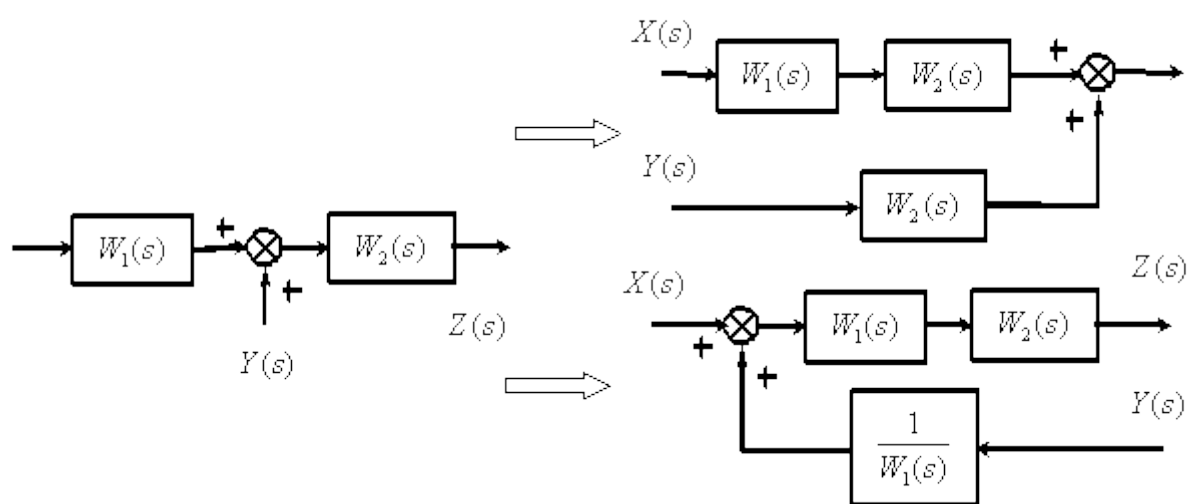 W₁(s)
+
+
W₂(s)
Y(s)
Z(s)
X(s)
W₁(s)
W₂(s)
+
+
Y(s)
W₂(s)
X(s)
+
+
W₁(s)
W₂(s)
Z(s)
1
W₁(s)
Y(s)